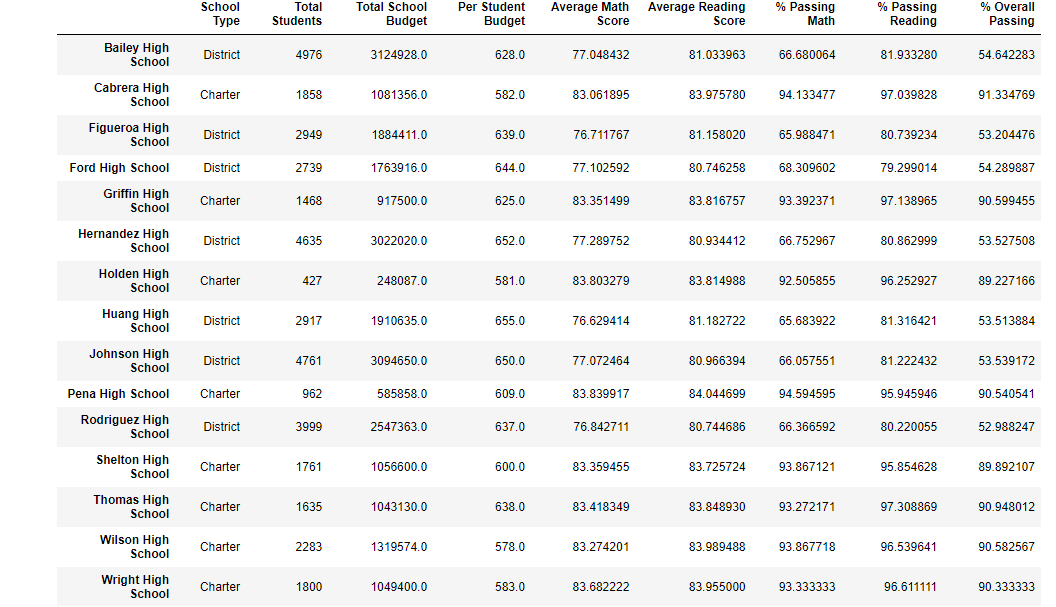 School Type Total Students Total School Budget Per Student Budget Average Math Score Average Reading Score % Passing Math % Passing Reading % Overall Passing
Bailey High School District 4976 3124928.0 628.0 77.048432 81.033963 66.680064 81.933280 54.642283
Cabrera High School Charter 1858 1081356.0 582.0 83.061895 83.975780 94.133477 97.039828 91.334769
Figueroa High School District 2949 1884411.0 639.0 76.711767 81.158020 65.988471 80.739234 53.204476
Ford High School District 2739 1763916.0 644.0 77.102592 80.746258 68.309602 79.299014 54.289887
Griffin High School Charter 1468 917500.0 625.0 83.351499 83.816757 93.392371 97.138965 90.599455
Hernandez High School District 4635 3022020.0 652.0 77.289752 80.934412 66.752967 80.862999 53.527508
Holden High School Charter 427 248087.0 581.0 83.803279 83.814988 92.505855 96.252927 89.227166
Huang High School District 2917 1910635.0 655.0 76.629414 81.182722 65.683922 81.316421 53.513884
Johnson High School District 4761 3094650.0 650.0 77.072464 80.966394 66.057551 81.222432 53.539172
Pena High School Charter 962 585858.0 609.0 83.839917 84.044699 94.594595 95.945946 90.540541
Rodriguez High School District 3999 2547363.0 637.0 76.842711 80.744686 66.366592 80.220055 52.988247
Shelton High School Charter 1761 1056600.0 600.0 83.359455 83.725724 93.867121 95.854628 89.892107
Thomas High School Charter 1635 1043130.0 638.0 83.418349 83.848930 93.272171 97.308869 90.948012
Wilson High School Charter 2283 1319574.0 578.0 83.274201 83.989488 93.867718 96.539641 90.582567
Wright High School Charter 1800 1049400.0 583.0 83.682222 83.955000 93.333333 96.611111 90.333333